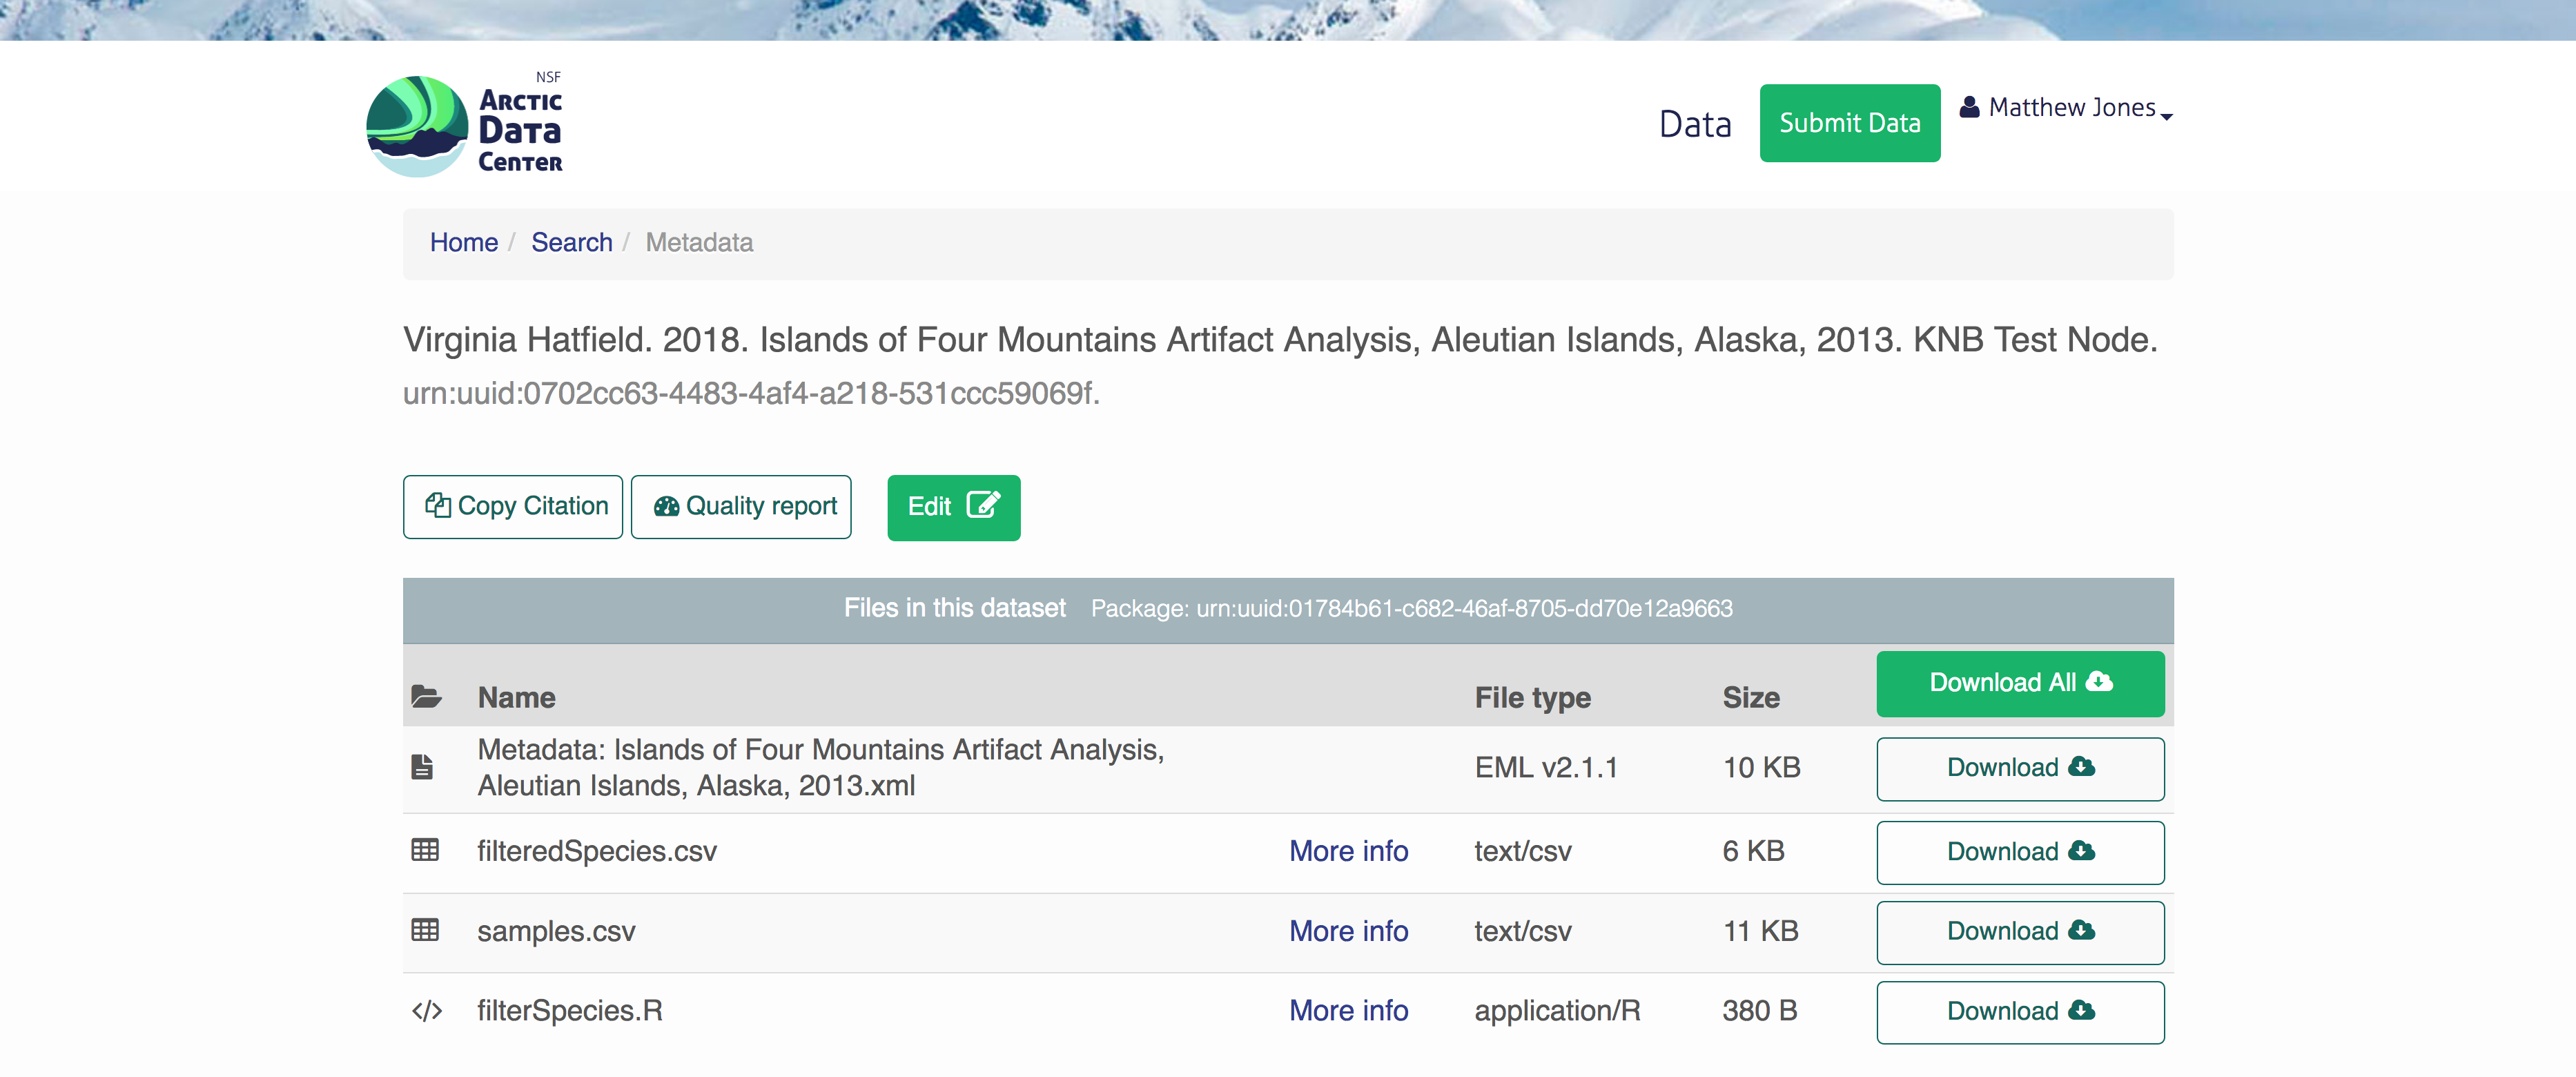 NSF
Arctic
Data
Center
Data
Submit Data
Matthew Jones
Home / Search / Metadata
Virginia Hatfield. 2018. Islands of Four Mountains Artifact Analysis, Aleutian Islands, Alaska, 2013. KNB Test Node.
urn:uuid:0702cc63-4483-4af4-a218-531ccc59069f.
Copy Citation
Quality report
Edit
Files in this dataset Package: urn:uuid:01784b61-c682-46af-8705-dd70e12a9663
Name File type Size Download All
Metadata: Islands of Four Mountains Artifact Analysis,
Aleutian Islands, Alaska, 2013.xml
EML v2.1.1 10 KB Download
filteredSpecies.csv More info text/csv 6 KB Download
samples.csv More info text/csv 11 KB Download
filterSpecies.R More info application/R 380 B Download